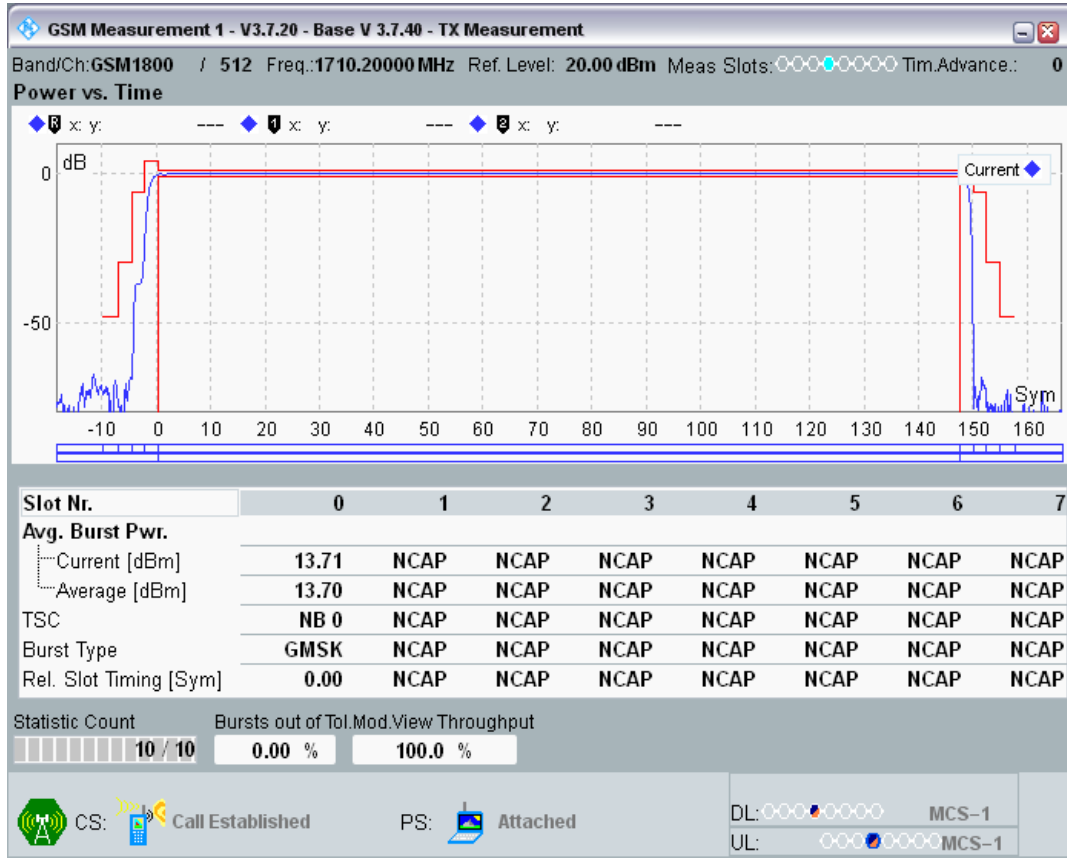 GSM Measurement 1 - V3.7.20 - Base V 3.7.40 - TX Measurement
Band/Ch:GSM1800 / 512 Freq.:1710.20000 MHz Ref. Level: 20.00 dBm Meas Slots: Tim.Advance.: 0
Power vs. Time
R x: y: --- 1 x: y: --- 2 x: y: ---
dB
Current
0
-50
Sym
-10 0 10 20 30 40 50 60 70 80 90 100 110 120 130 140 150 160
Slot Nr. 0 1 2 3 4 5 6 7
Avg. Burst Pwr.
Current [dBm] 13.71 NCAP NCAP NCAP NCAP NCAP NCAP NCAP
Average [dBm] 13.70 NCAP NCAP NCAP NCAP NCAP NCAP NCAP
TSC NB 0 NCAP NCAP NCAP NCAP NCAP NCAP NCAP
Burst Type GMSK NCAP NCAP NCAP NCAP NCAP NCAP NCAP
Rel. Slot Timing [Sym] 0.00 NCAP NCAP NCAP NCAP NCAP NCAP NCAP
Statistic Count Bursts out of Tol. Mod.View Throughput
10 / 10 0.00 % 100.0 %
CS: Call Established PS: Attached
DL: MCS-1
UL: MCS-1